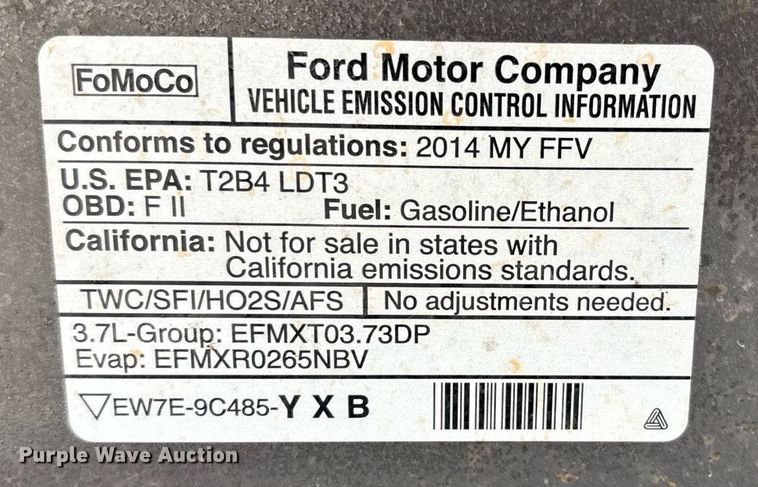 FoMoCo
Ford Motor Company
VEHICLE EMISSION CONTROL INFORMATION
Conforms to regulations: 2014 MY FFV
U.S. EPA: T2B4 LDT3
OBD: F II Fuel: Gasoline/Ethanol
California: Not for sale in states with
California emissions standards.
TWC/SFI/HO2S/AFS No adjustments needed.
3.7L-Group: EFMXT03.73DP
Evap: EFMXR0265NBV
EW7E-9C485-Y X B
Purple Wave Auction